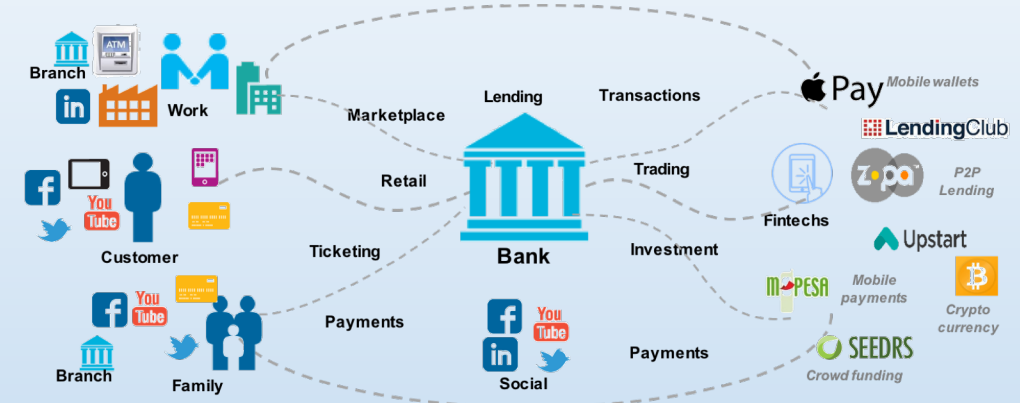 Branch
ATM
in
Work
Marketplace
Lending
Transactions
Pay
Mobile wallets
LendingClub
f
You
Tube
Customer
Retail
Trading
Fintechs
zopa
P2P
Lending
Bank
Ticketing
Investment
Upstart
f
You
Tube
Branch
Family
Payments
f
You
Tube
in
Social
Payments
M-PESA
Mobile
payments
Crypto
currency
SEEDRS
Crowd funding